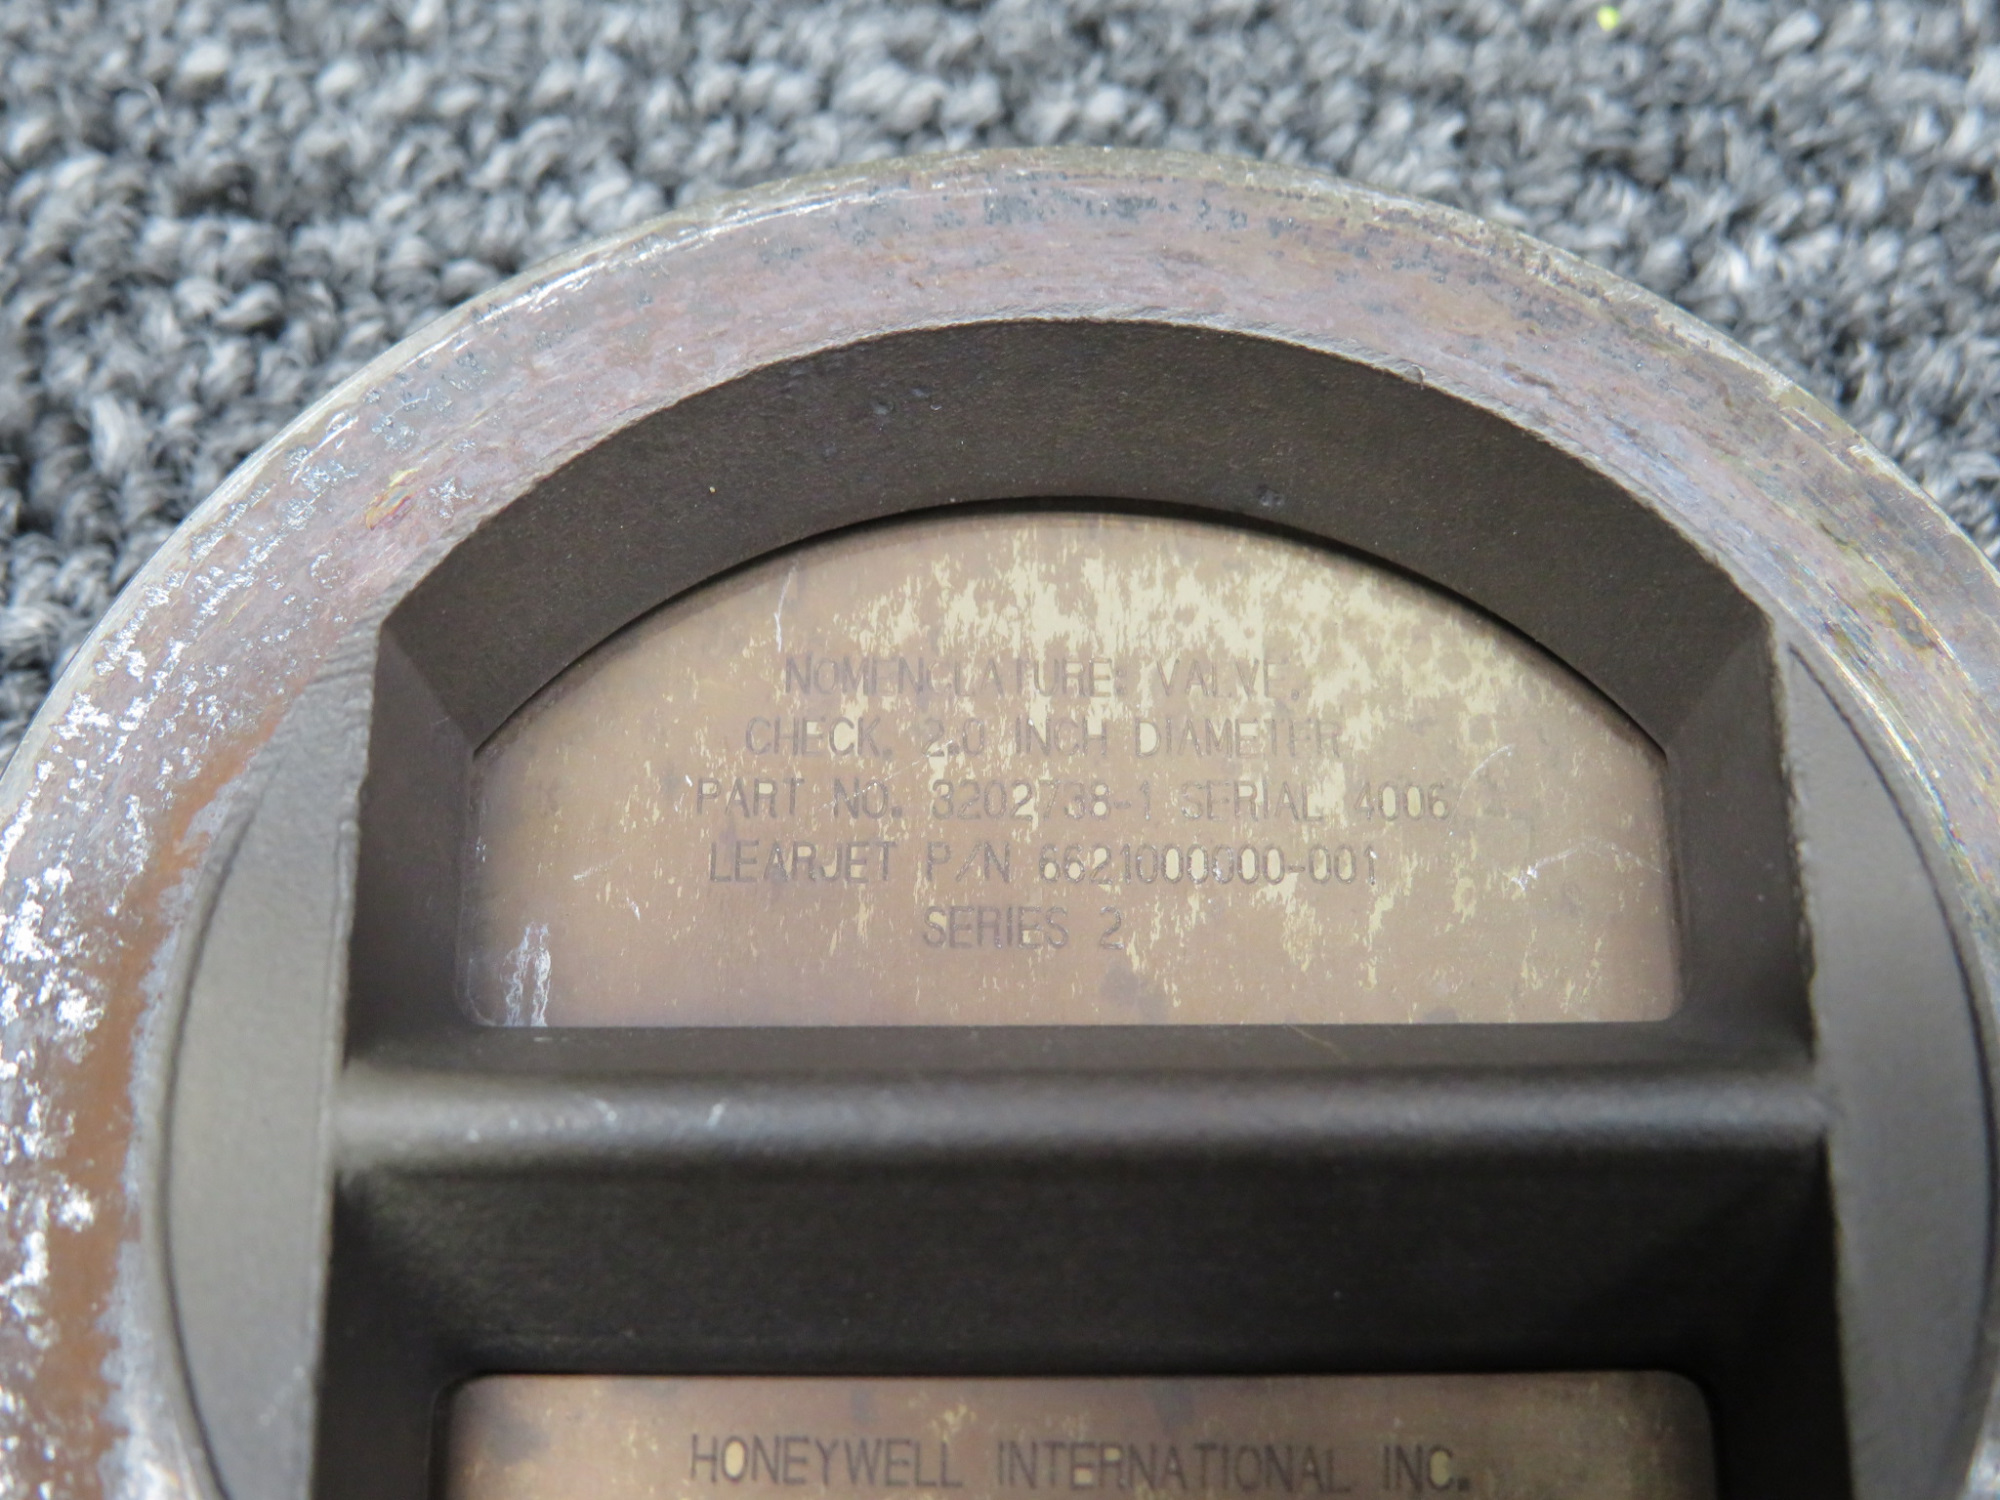 NOMENCLATURE: VALVE,
CHECK, 2.0 INCH DIAMETER
PART NO. 3202738-1 SERIAL 4006
LEARJET P/N 6621000000-001
SERIES 2
HONEYWELL INTERNATIONAL INC.